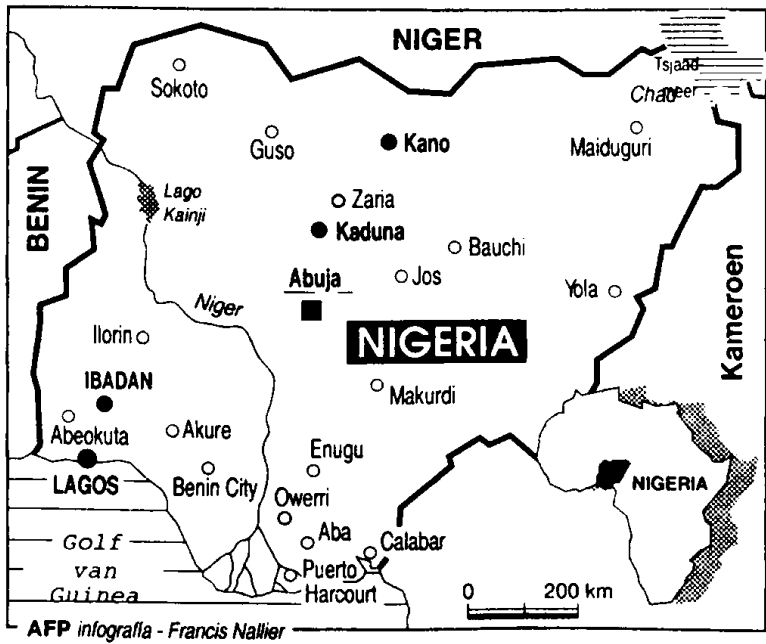 NIGER
Tsjaad-
meer
Chad
Sokoto
Guso
Kano
Maiduguri
BENIN
Lago
Kainji
Zaria
Kaduna
Bauchi
Abuja
Jos
Yola
Niger
NIGERIA
Kameroen
Ilorin
IBADAN
Makurdi
Abeokuta
Akure
Enugu
LAGOS
Benin City
NIGERIA
Owerri
Aba
Calabar
Golf
van
Guinea
Puerto
Harcourt
0 200 km
AFP infografia - Francis Nallier